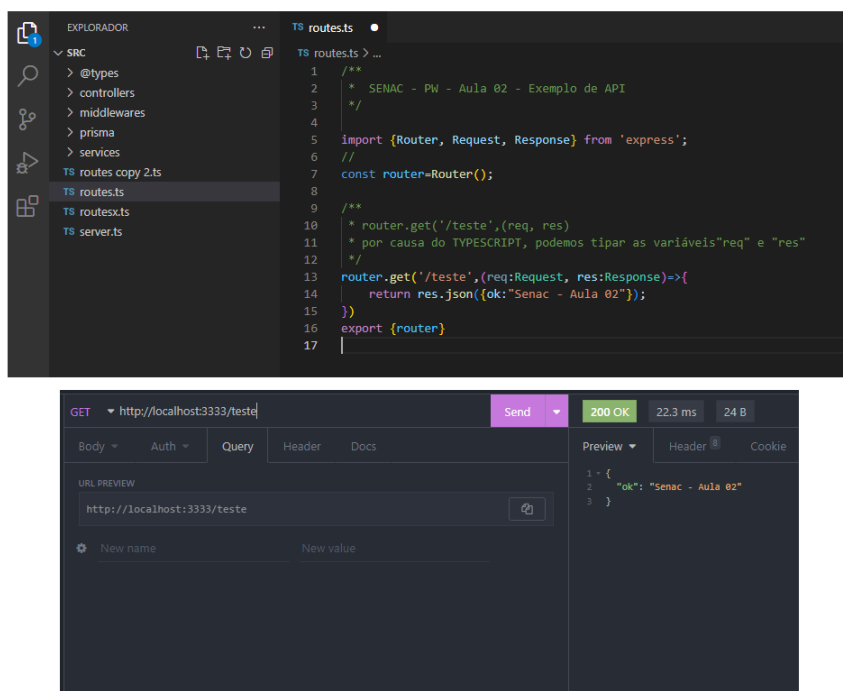 EXPLORADOR
TS routes.ts
SRC
TS routes.ts > ...
@types
controllers
middlewares
prisma
services
TS routes copy 2.ts
TS routes.ts
TS routesx.ts
TS server.ts
1
1 /**
2 * SENAC - PW - Aula 02 - Exemplo de API
3 */
4
5 import {Router, Request, Response} from 'express';
6 //
7 const router=Router();
8
9 /**
10 * router.get('/teste',(req, res)
11 * por causa do TYPESCRIPT, podemos tipar as variáveis"req" e "res"
12 */
13 router.get('/teste',(req:Request, res:Response)=>{
14 return res.json({ok:"Senac - Aula 02"});
15 })
16 export {router}
17
GET http://localhost:3333/teste Send 200 OK 22.3 ms 24 B
Body Auth Query Header Docs Preview Header 8 Cookie
URL PREVIEW
http://localhost:3333/teste
New name New value
1 {
2 "ok": "Senac - Aula 02"
3 }